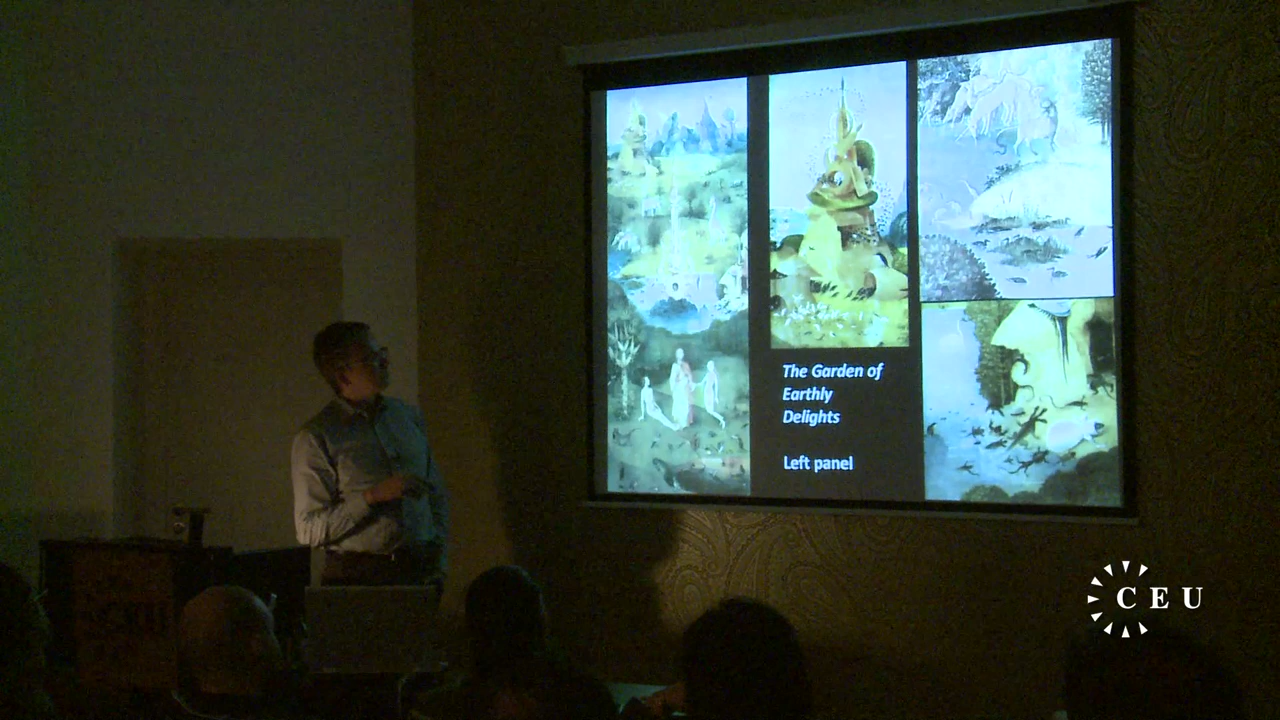 The Garden of
Earthly
Delights
Left panel
CEU